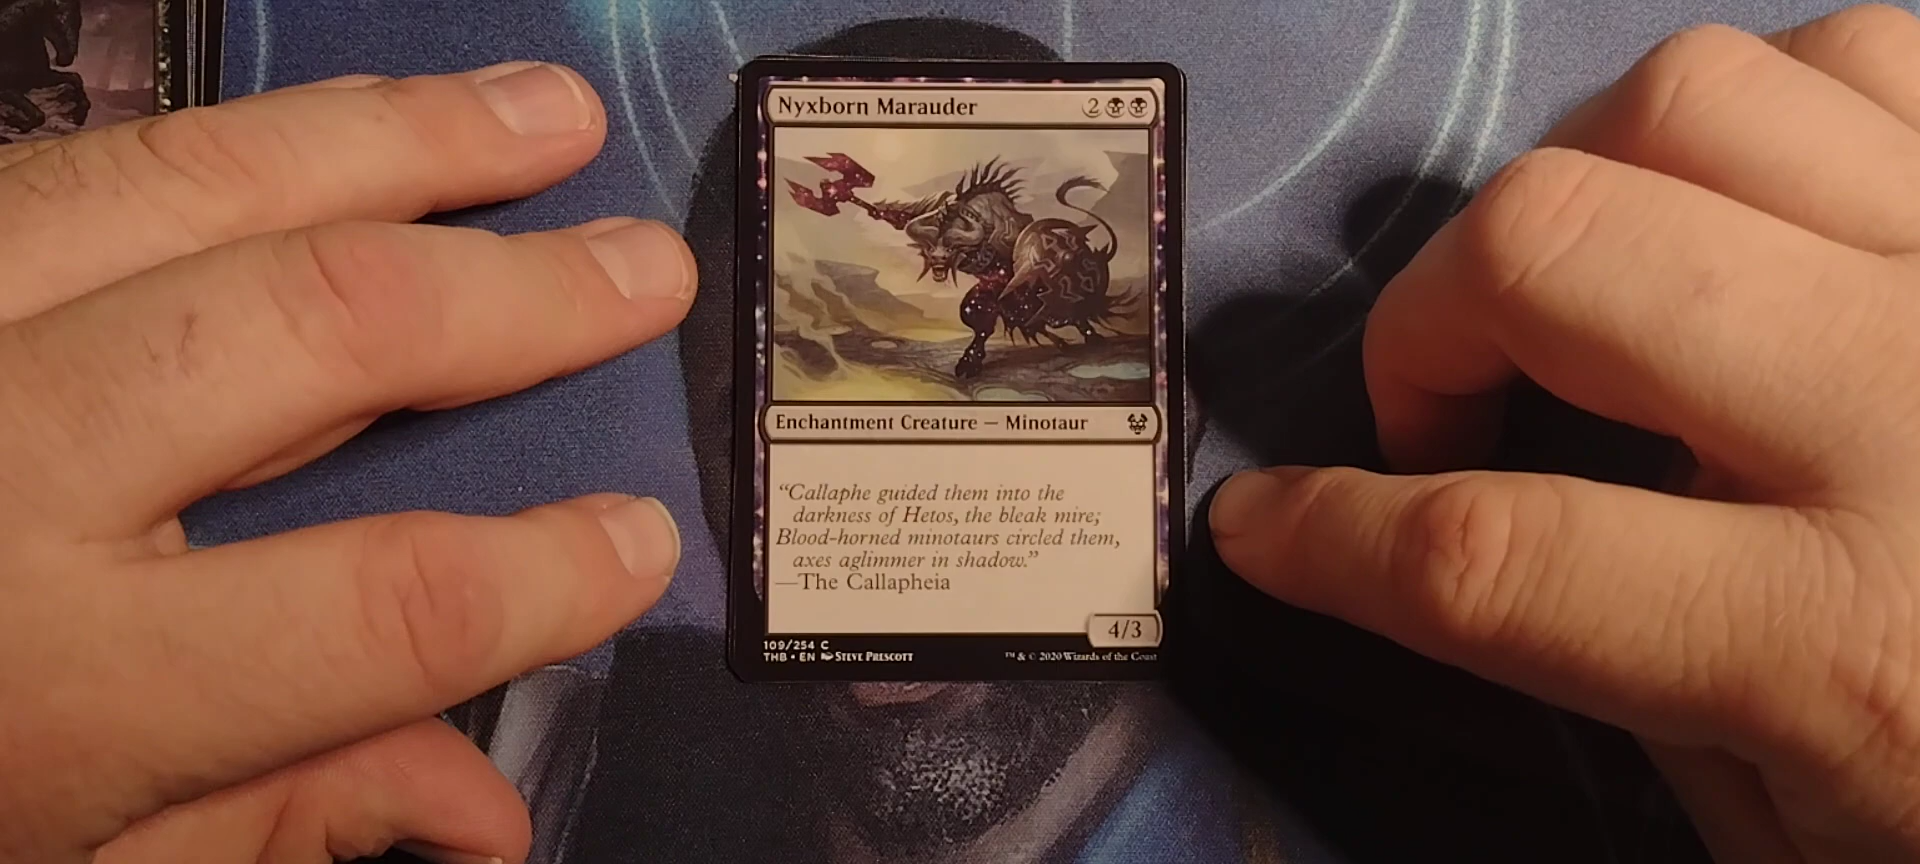 Nyxborn Marauder 2
Enchantment Creature — Minotaur
“Callaphe guided them into the
darkness of Hetos, the bleak mire;
Blood-horned minotaurs circled them,
axes aglimmer in shadow.”
—The Callapheia
4/3
109/254 C
THB • EN Steve Prescott
™ & © 2020 Wizards of the Coast